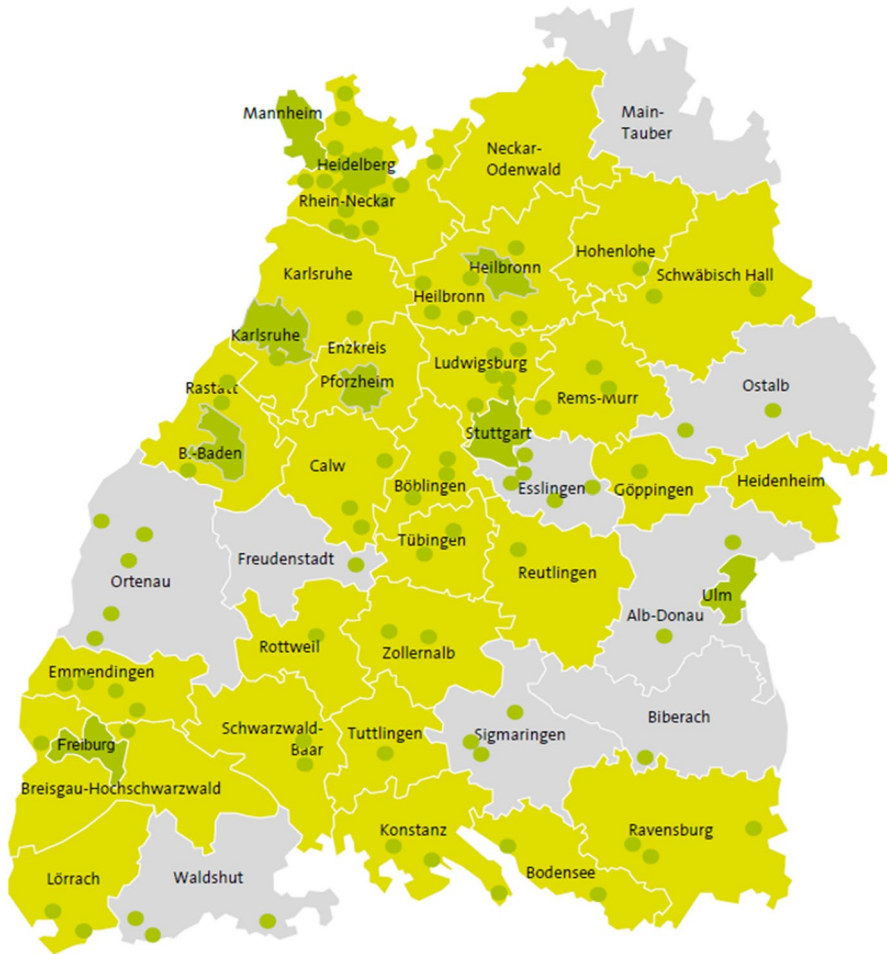 Main-
Tauber
Mannheim
Neckar-
Odenwald
Heidelberg
Rhein-Neckar
Hohenlohe
Karlsruhe
Heilbronn
Schwäbisch Hall
Heilbronn
Karlsruhe
Enzkreis
Ludwigsburg
Pforzheim
Rastatt
Ostalb
Rems-Murr
Stuttgart
B.-Baden
Calw
Böblingen
Esslingen
Göppingen
Heidenheim
Tübingen
Freudenstadt
Reutlingen
Ortenau
Ulm
Alb-Donau
Rottweil
Zollernalb
Emmendingen
Biberach
Schwarzwald-
Baar
Tuttlingen
Sigmaringen
Freiburg
Breisgau-Hochschwarzwald
Konstanz
Ravensburg
Bodensee
Lörrach
Waldshut